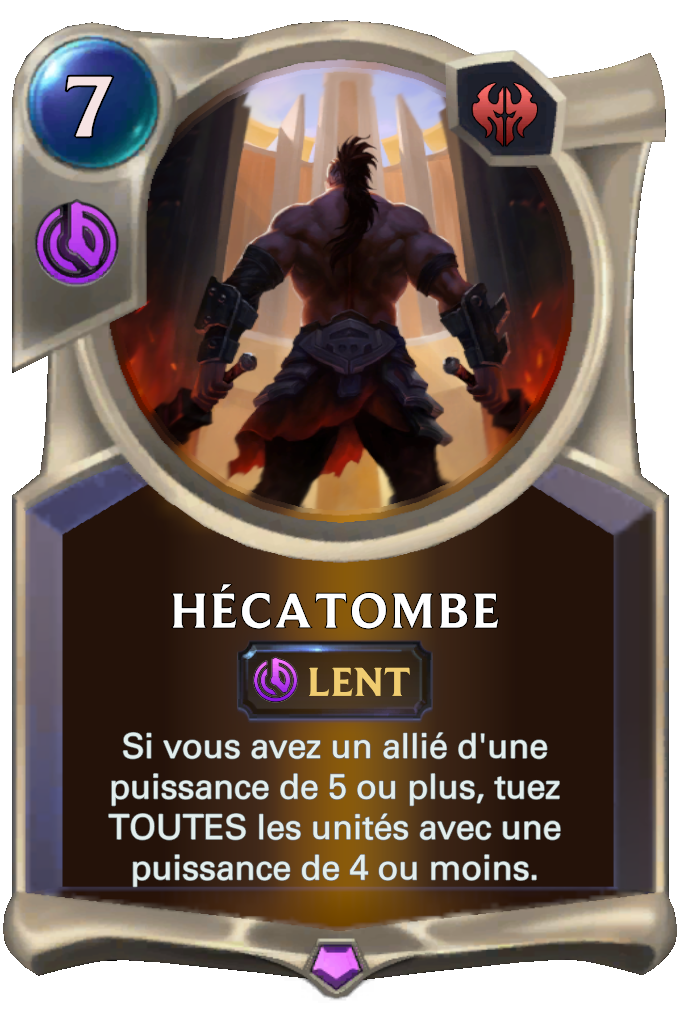 7
HÉCATOMBE
LENT
Si vous avez un allié d'une
puissance de 5 ou plus, tuez
TOUTES les unités avec une
puissance de 4 ou moins.